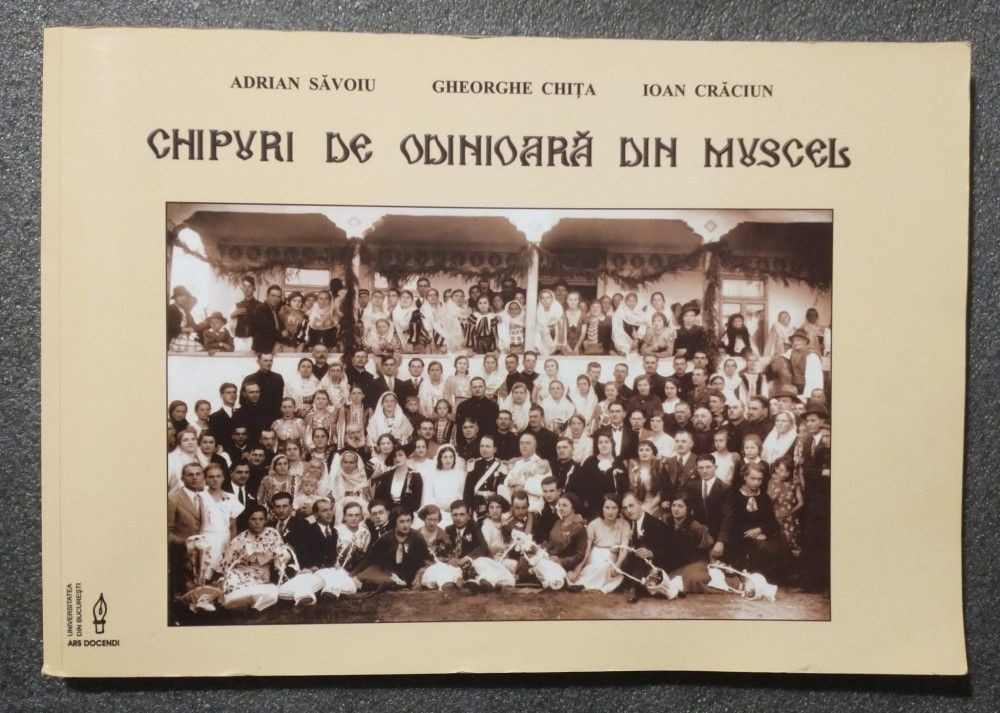 ADRIAN SĂVOIU GHEORGHE CHIȚA IOAN CRĂCIUN
CHIPURI DE ODINIOARĂ DIN MUSCEL
UNIVERSITATEA
DIN BUCUREȘTI
ARS DOCENDI